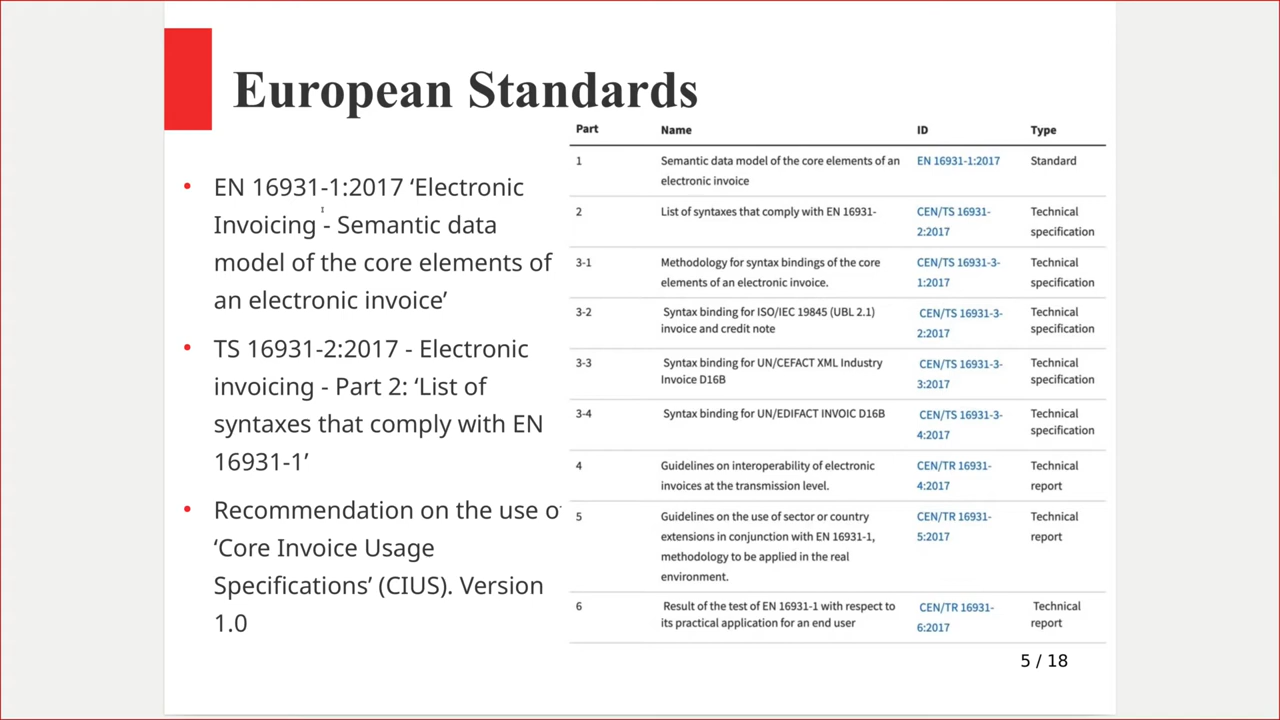 European Standards
• EN 16931-1:2017 ‘Electronic
Invoicing - Semantic data
model of the core elements of
an electronic invoice’
• TS 16931-2:2017 - Electronic
invoicing - Part 2: ‘List of
syntaxes that comply with EN
16931-1’
• Recommendation on the use of
‘Core Invoice Usage
Specifications’ (CIUS). Version
1.0
Part Name ID Type
1 Semantic data model of the core elements of an EN 16931-1:2017 Standard
electronic invoice
2 List of syntaxes that comply with EN 16931- CEN/TS 16931- Technical
2:2017 specification
3-1 Methodology for syntax bindings of the core CEN/TS 16931-3- Technical
elements of an electronic invoice. 1:2017 specification
3-2 Syntax binding for ISO/IEC 19845 (UBL 2.1) CEN/TS 16931-3- Technical
invoice and credit note 2:2017 specification
3-3 Syntax binding for UN/CEFACT XML Industry CEN/TS 16931-3- Technical
Invoice D16B 3:2017 specification
3-4 Syntax binding for UN/EDIFACT INVOIC D16B CEN/TS 16931-3- Technical
4:2017 specification
4 Guidelines on interoperability of electronic CEN/TR 16931- Technical
invoices at the transmission level. 4:2017 report
5 Guidelines on the use of sector or country CEN/TR 16931- Technical
extensions in conjunction with EN 16931-1, 5:2017 report
methodology to be applied in the real
environment.
6 Result of the test of EN 16931-1 with respect to CEN/TR 16931- Technical
its practical application for an end user 6:2017 report
5 / 18